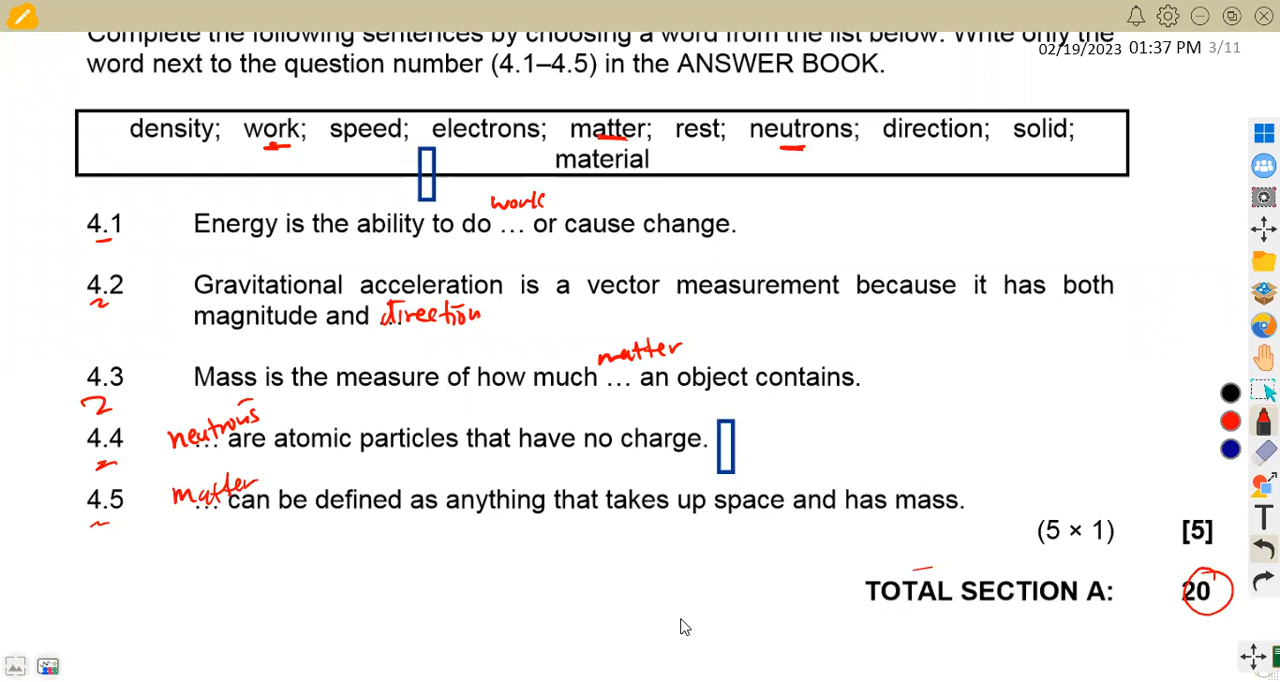 Complete the following sentences by choosing a word from the list below. Write only the
02/19/2023 01:37 PM 3/11
word next to the question number (4.1–4.5) in the ANSWER BOOK.
density; work; speed; electrons; matter; rest; neutrons; direction; solid;
material
work
4.1 Energy is the ability to do … or cause change.
4.2 Gravitational acceleration is a vector measurement because it has both
magnitude and … direction
matter
4.3 Mass is the measure of how much … an object contains.
neutrons
4.4 … are atomic particles that have no charge.
matter
4.5 … can be defined as anything that takes up space and has mass.
(5 × 1) [5]
TOTAL SECTION A: 20
T